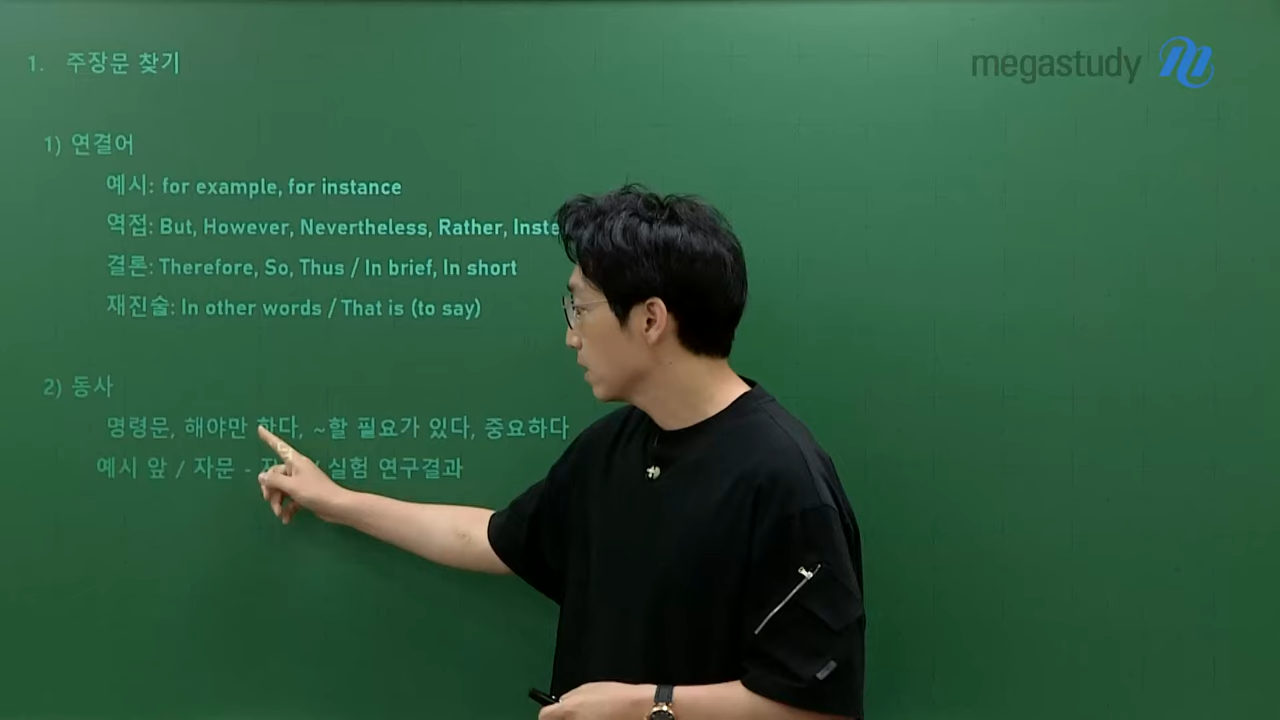 1. 주장문 찾기
megastudy
1) 연결어
예시: for example, for instance
역접: But, However, Nevertheless, Rather,
결론: Therefore, So, Thus / In brief, In short
재진술: In other words / That is (to say)
2) 동사
명령문, 해야만 한다, ~할 필요가 있다, 중요하다
예시 앞 / 자문 - / 실험 연구결과